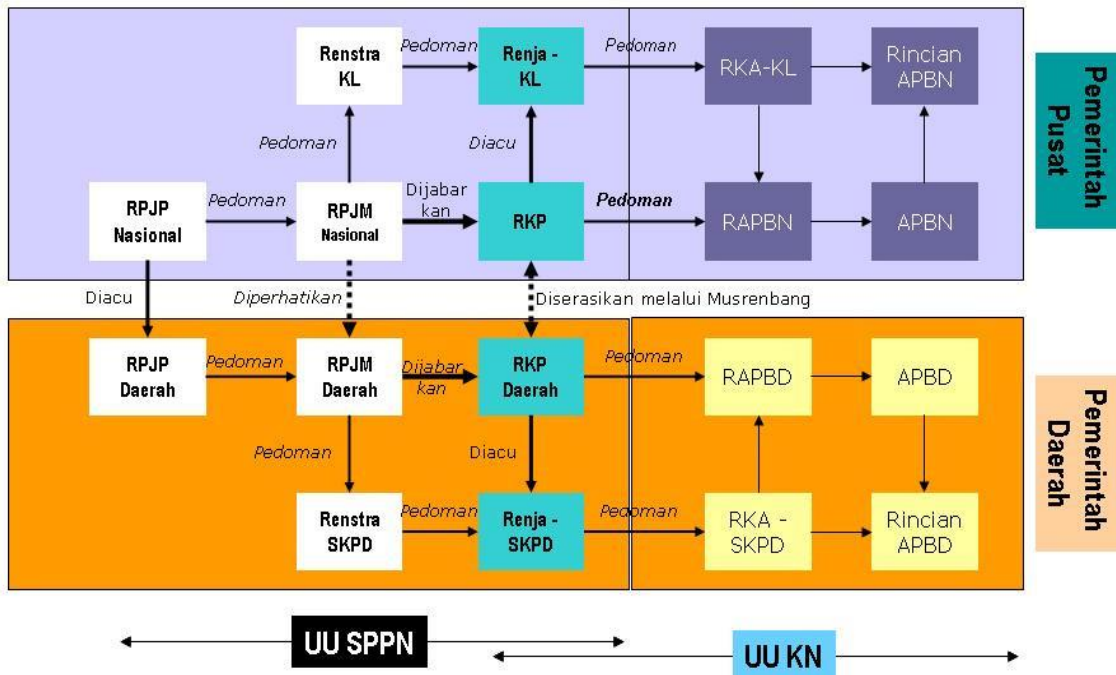 Renstra
KL
Pedoman
Renja -
KL
Pedoman
RKA-KL
Rincian
APBN
Pemerintah
Pusat
Pedoman
Diacu
RPJP
Nasional
Pedoman
RPJM
Nasional
Dijabar
kan
RKP
Pedoman
RAPBN
APBN
Diacu
Diperhatikan
Diserasikan melalui Musrenbang
RPJP
Daerah
Pedoman
RPJM
Daerah
Dijabar
kan
RKP
Daerah
Pedoman
RAPBD
APBD
Pemerintah
Daerah
Pedoman
Diacu
Renstra
SKPD
Pedoman
Renja -
SKPD
Pedoman
RKA -
SKPD
Rincian
APBD
UU SPPN
UU KN